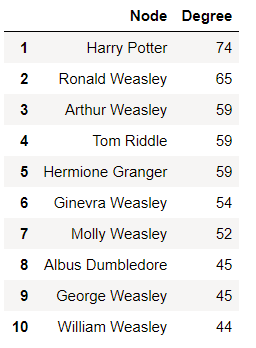 Node Degree
1 Harry Potter 74
2 Ronald Weasley 65
3 Arthur Weasley 59
4 Tom Riddle 59
5 Hermione Granger 59
6 Ginevra Weasley 54
7 Molly Weasley 52
8 Albus Dumbledore 45
9 George Weasley 45
10 William Weasley 44